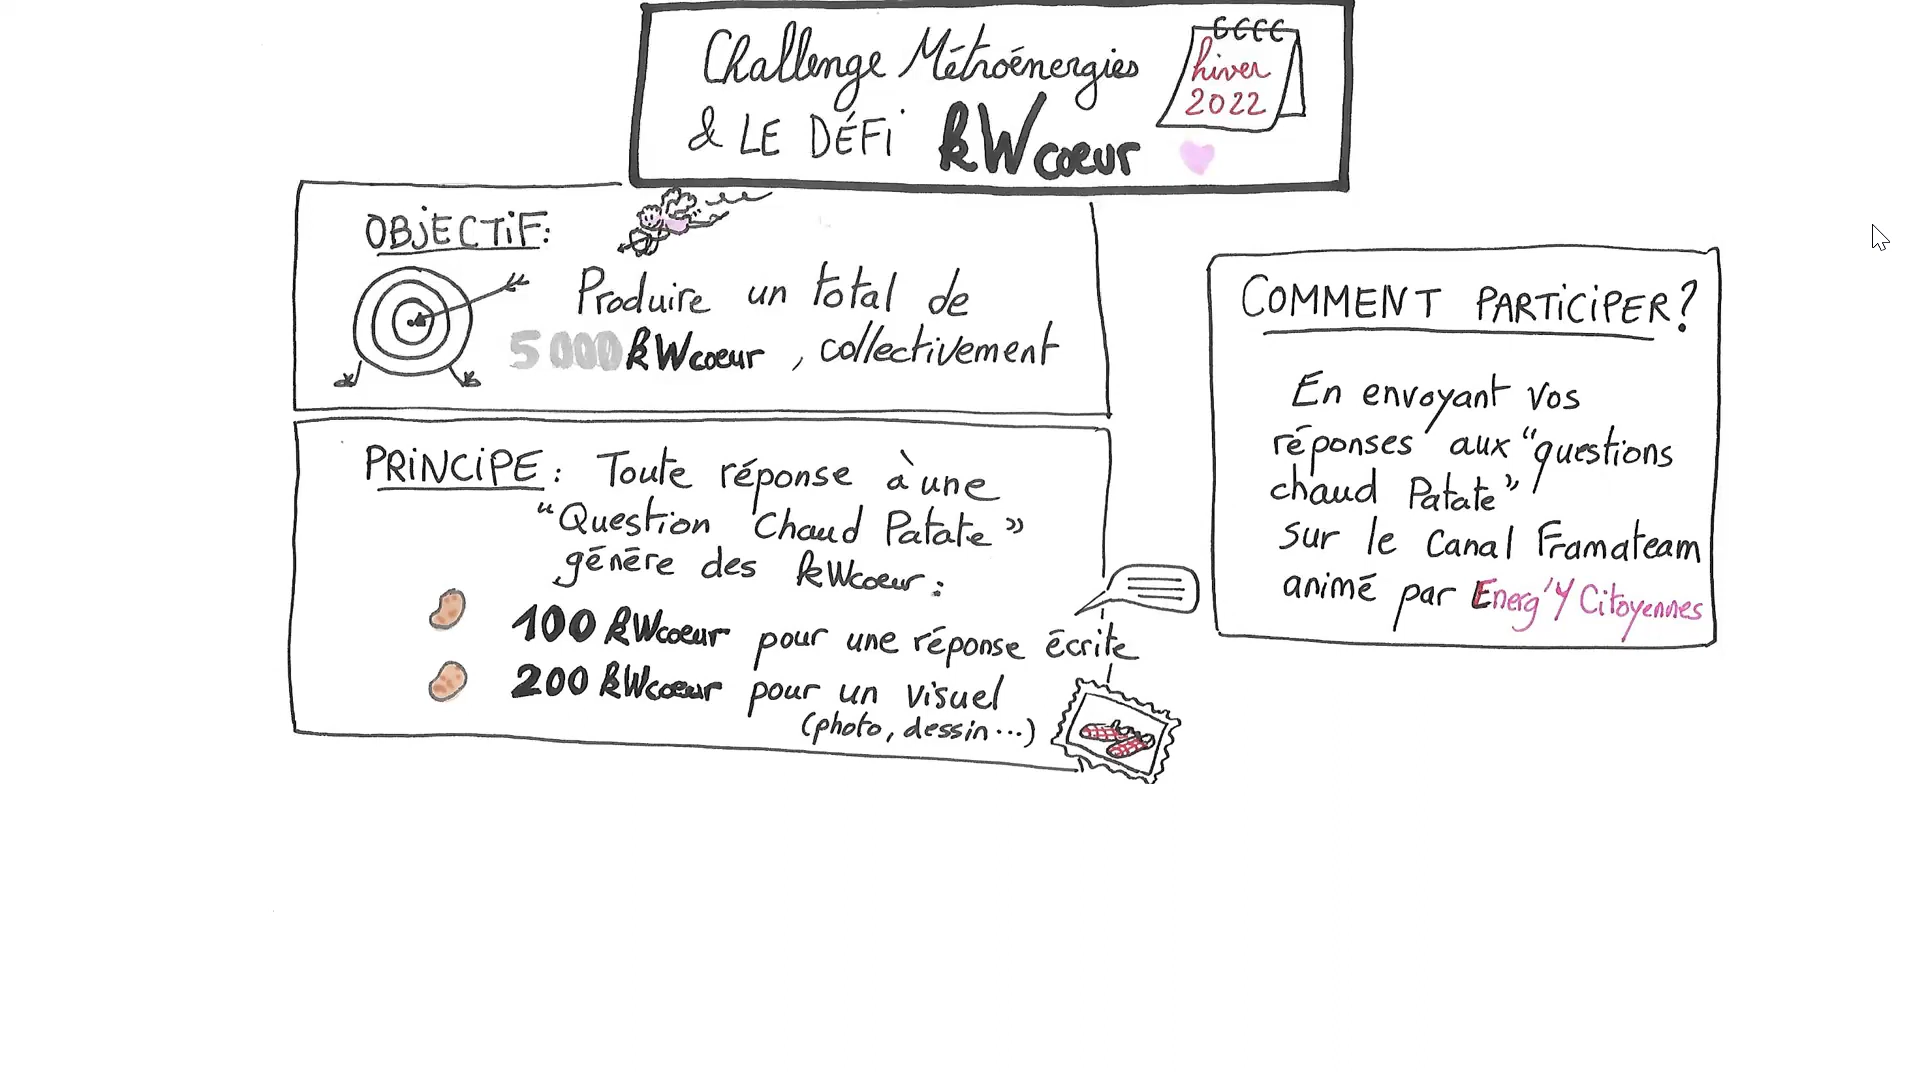 Challenge Métroénergies
& LE DÉFi kWcoeur
hiver
2022
OBJECTiF:
Produire un total de
5000 kWcoeur, collectivement
PRiNCiPE : Toute réponse à une
“Question Chaud Patate”
génère des kWcoeur :
100 kWcoeur pour une réponse écrite
200 kWcoeur pour un visuel
(photo, dessin...)
COMMENT PARTiCiPER ?
En envoyant vos
réponses aux “questions
chaud Patate”
sur le Canal Framateam
animé par Energ'Y Citoyennes